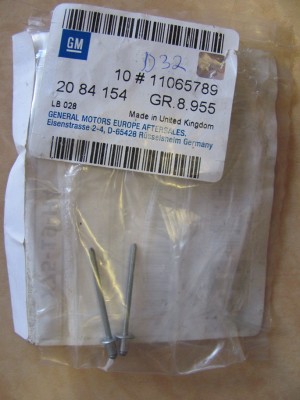 GM
D32
10 # 11065789
20 84 154 GR.8.955
LB 028 Made in United Kingdom
GENERAL MOTORS EUROPE AFTERSALES.
Eisenstrasse-2-4, D-65428 Rüsselsheim Germany